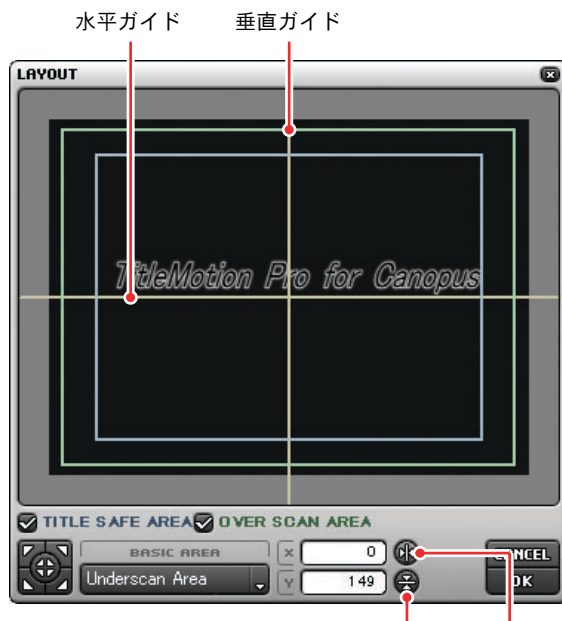 水平ガイド 垂直ガイド
LAYOUT
TitleMotion Pro for Canopus
TITLE SAFE AREA OVER SCAN AREA
BASIC AREA X 0 CANCEL
Underscan Area Y 149 OK